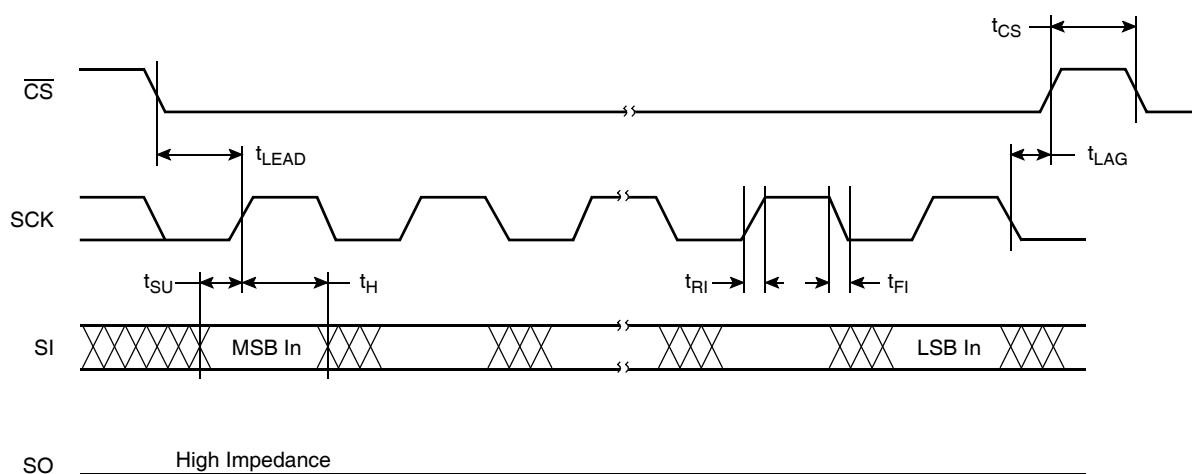 tCS
CS
tLEAD
tLAG
SCK
tSU
tH
tRI
tFI
SI
MSB In
LSB In
SO
High Impedance